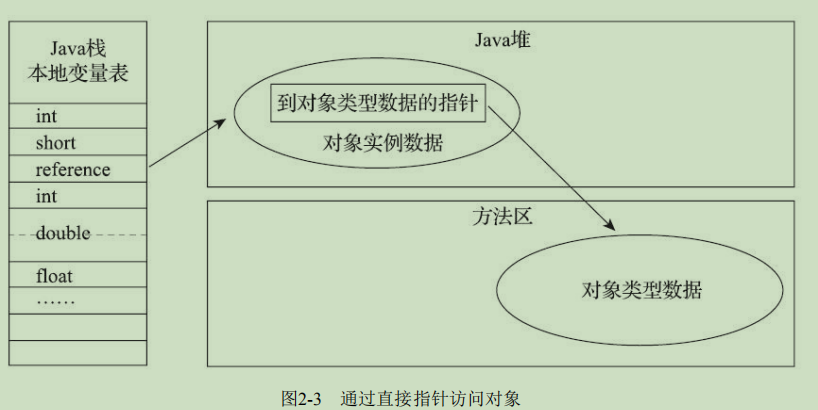 Java栈
本地变量表
int
short
reference
int
double
float
……
Java堆
到对象类型数据的指针
对象实例数据
方法区
对象类型数据
图2-3 通过直接指针访问对象